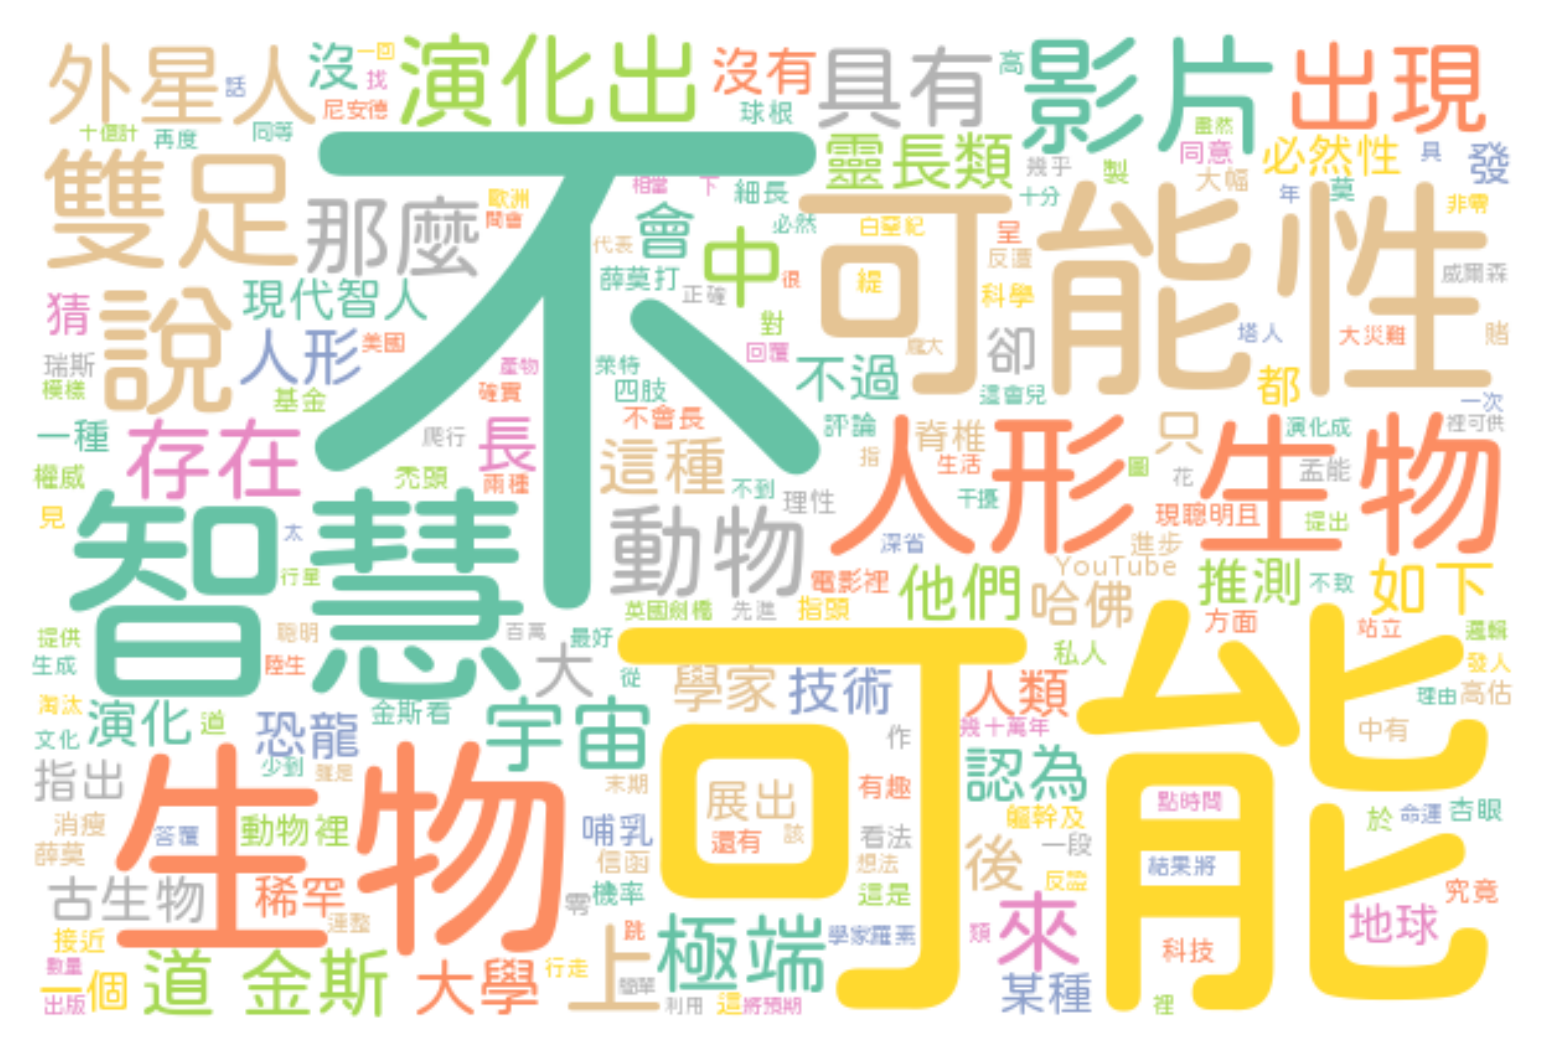 外星人
話
沒
一回
找
尼安德
演化出
沒有
球根
具有
高
影片
出現
十個計
再度
同等
雙足
那麼
不
相當
下
細長
歐洲
間會
代表
會
必然
中
薛莫打
正確
很
對
回覆
靈長類
幾乎
製
十分
盡然
同意
大幅
必然性
具
發
年
莫
非零
白堊紀
呈
反遭
科學
可能性
緹
龐大
威爾森
塔人
大災難
賭
猜
說
現代智人
人形
美國
瑞斯
模樣
基金
產物
確實
萊特
四肢
不會長
不過
卻
這會兒
都
一次
裡可供
一種
存在
權威
見
爬行
禿頭
長
兩種
這種
不到
理性
評論
指
脊椎
生活
干擾
圖
只
花
演化成
孟能
現聰明且
提出
人形生物
智慧
太
行星
動物
深省
進步
YouTube
電影裡
他們
哈佛
推測
不致
如下
英國劍橋
先進
指頭
百萬
最好
提供
生成
聰明
陸生
大
從
可能
方面
站立
邏輯
發人
私人
理由
高估
中有
學家
技術
人類
幾十萬年
淘汰
文化
演化
道
恐龍
少到
雖是
金斯看
宇宙
末期
作
有趣
認為
指出
生物
消瘦
薛莫
答覆
動物裡
哺乳
信函
展出
還有
該
看法
想法
軀幹及
一段
點時間
於
命運
杏眼
後
反證
結果將
古生物
稀罕
運整
機率
零
這是
接近
數量
出版
一個
道
金斯
大學
行走
上
跳
簡單
極端
學家羅素
利用
這
將預期
類
來
某種
科技
裡
究竟
地球